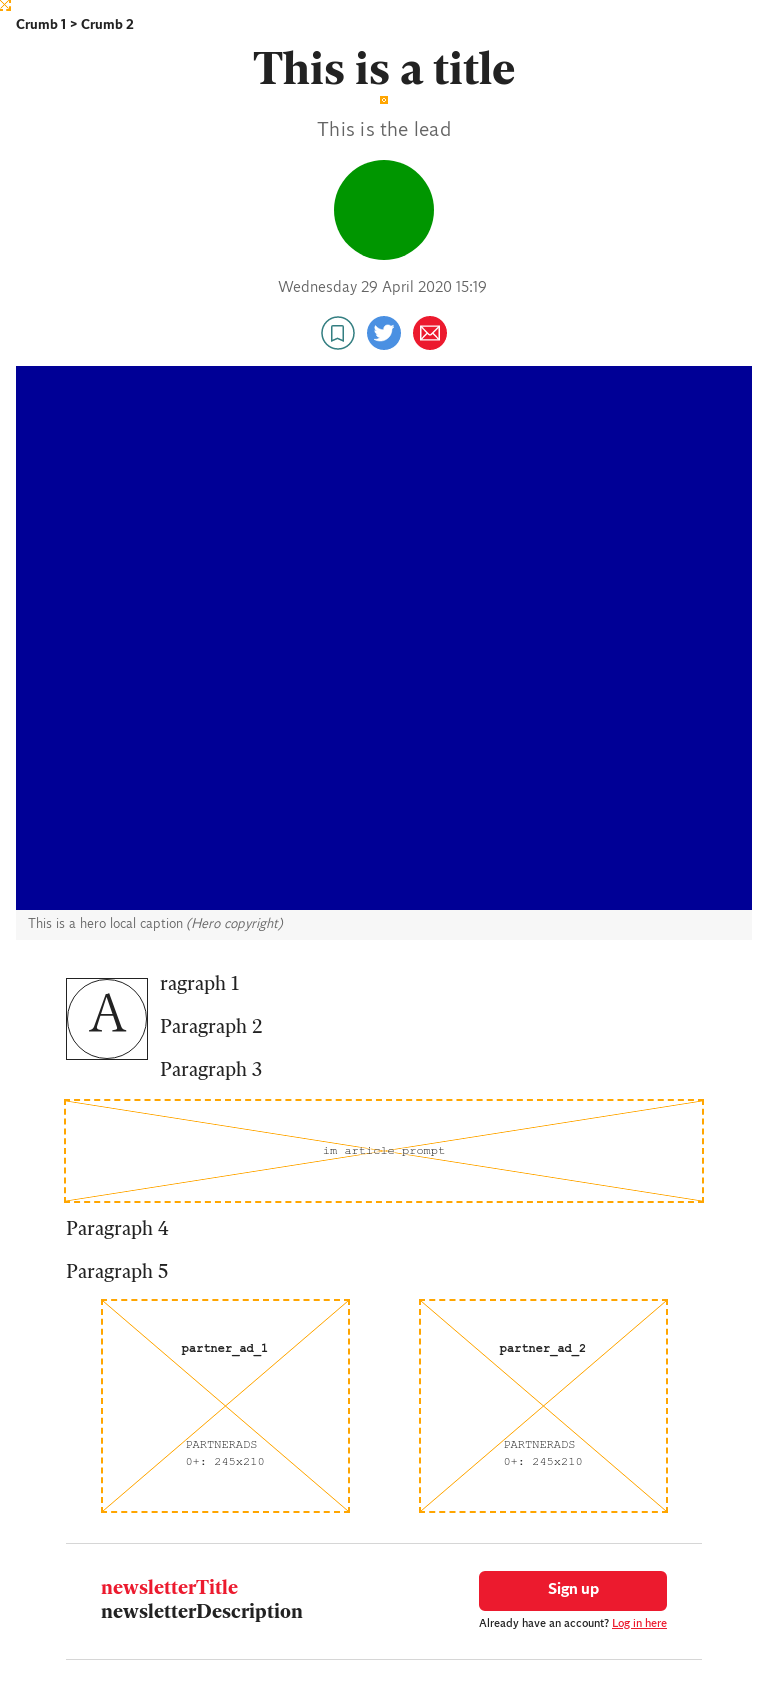 Crumb 1 > Crumb 2
This is a title
This is the lead
Wednesday 29 April 2020 15:19
This is a hero local caption (Hero copyright)
A
ragraph 1
Paragraph 2
Paragraph 3
im article prompt
Paragraph 4
Paragraph 5
partner_ad_1
PARTNERADS
0+: 245x210
partner_ad_2
PARTNERADS
0+: 245x210
newsletterTitle
newsletterDescription
Sign up
Already have an account? Log in here